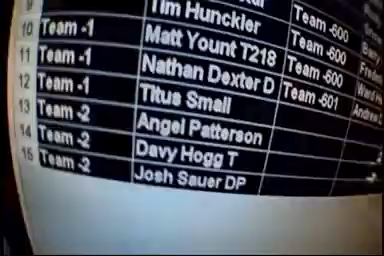 9
Tim Hunckler Team -600
10 Team -1 Matt Yount T218 Team -600
11 Team -1 Nathan Dexter D Team -600
12 Team -1 Titus Small Team -601
13 Team -2 Angel Patterson
14 Team -2 Davy Hogg T
15 Team -2 Josh Sauer DP